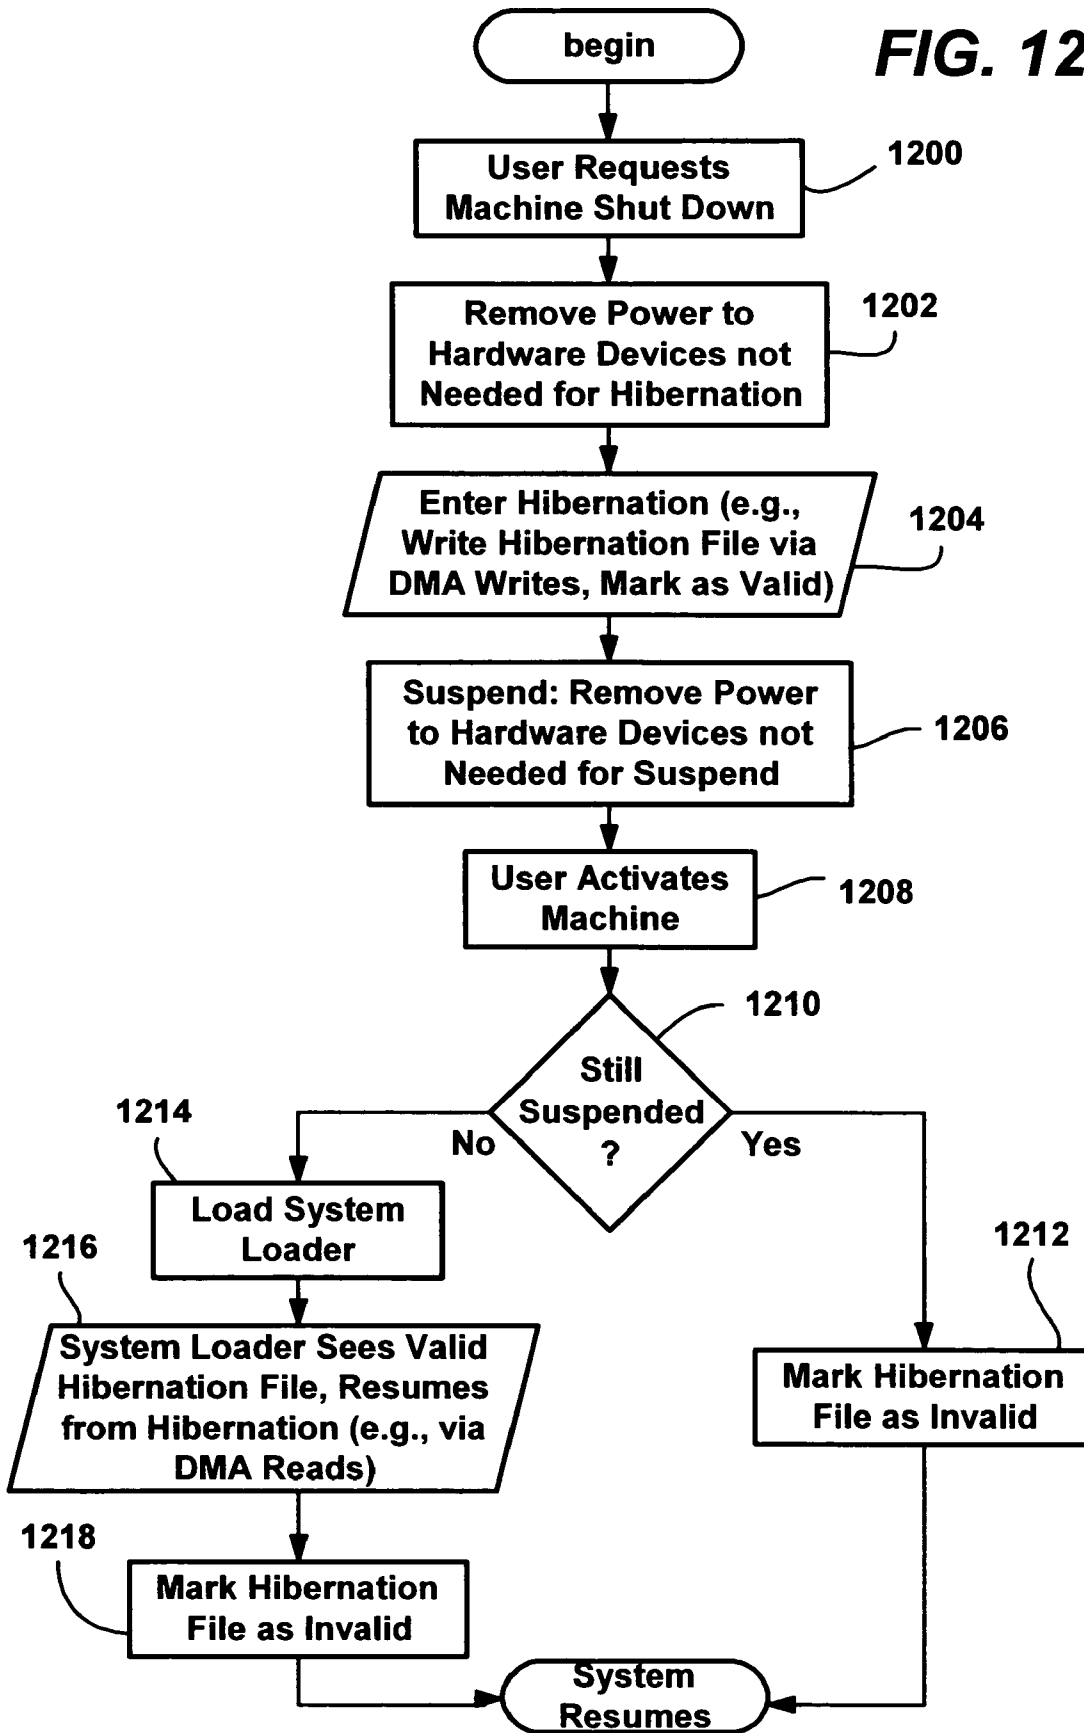 begin
FIG. 12
1200
User Requests
Machine Shut Down
1202
Remove Power to
Hardware Devices not
Needed for Hibernation
1204
Enter Hibernation (e.g.,
Write Hibernation File via
DMA Writes, Mark as Valid)
1206
Suspend: Remove Power
to Hardware Devices not
Needed for Suspend
1208
User Activates
Machine
1210
Still
Suspended
?
No
Yes
1214
Load System
Loader
1216
System Loader Sees Valid
Hibernation File, Resumes
from Hibernation (e.g., via
DMA Reads)
1212
Mark Hibernation
File as Invalid
1218
Mark Hibernation
File as Invalid
System
Resumes